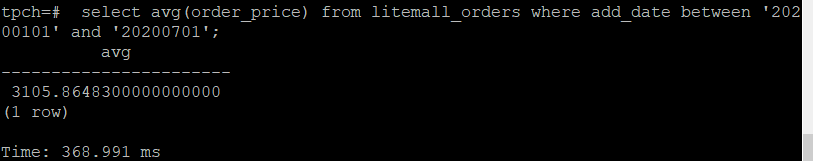 tpch=#  select avg(order_price) from litemall_orders where add_date between '202
00101' and '20200701';
          avg
-----------------------
 3105.8648300000000000
(1 row)

Time: 368.991 ms